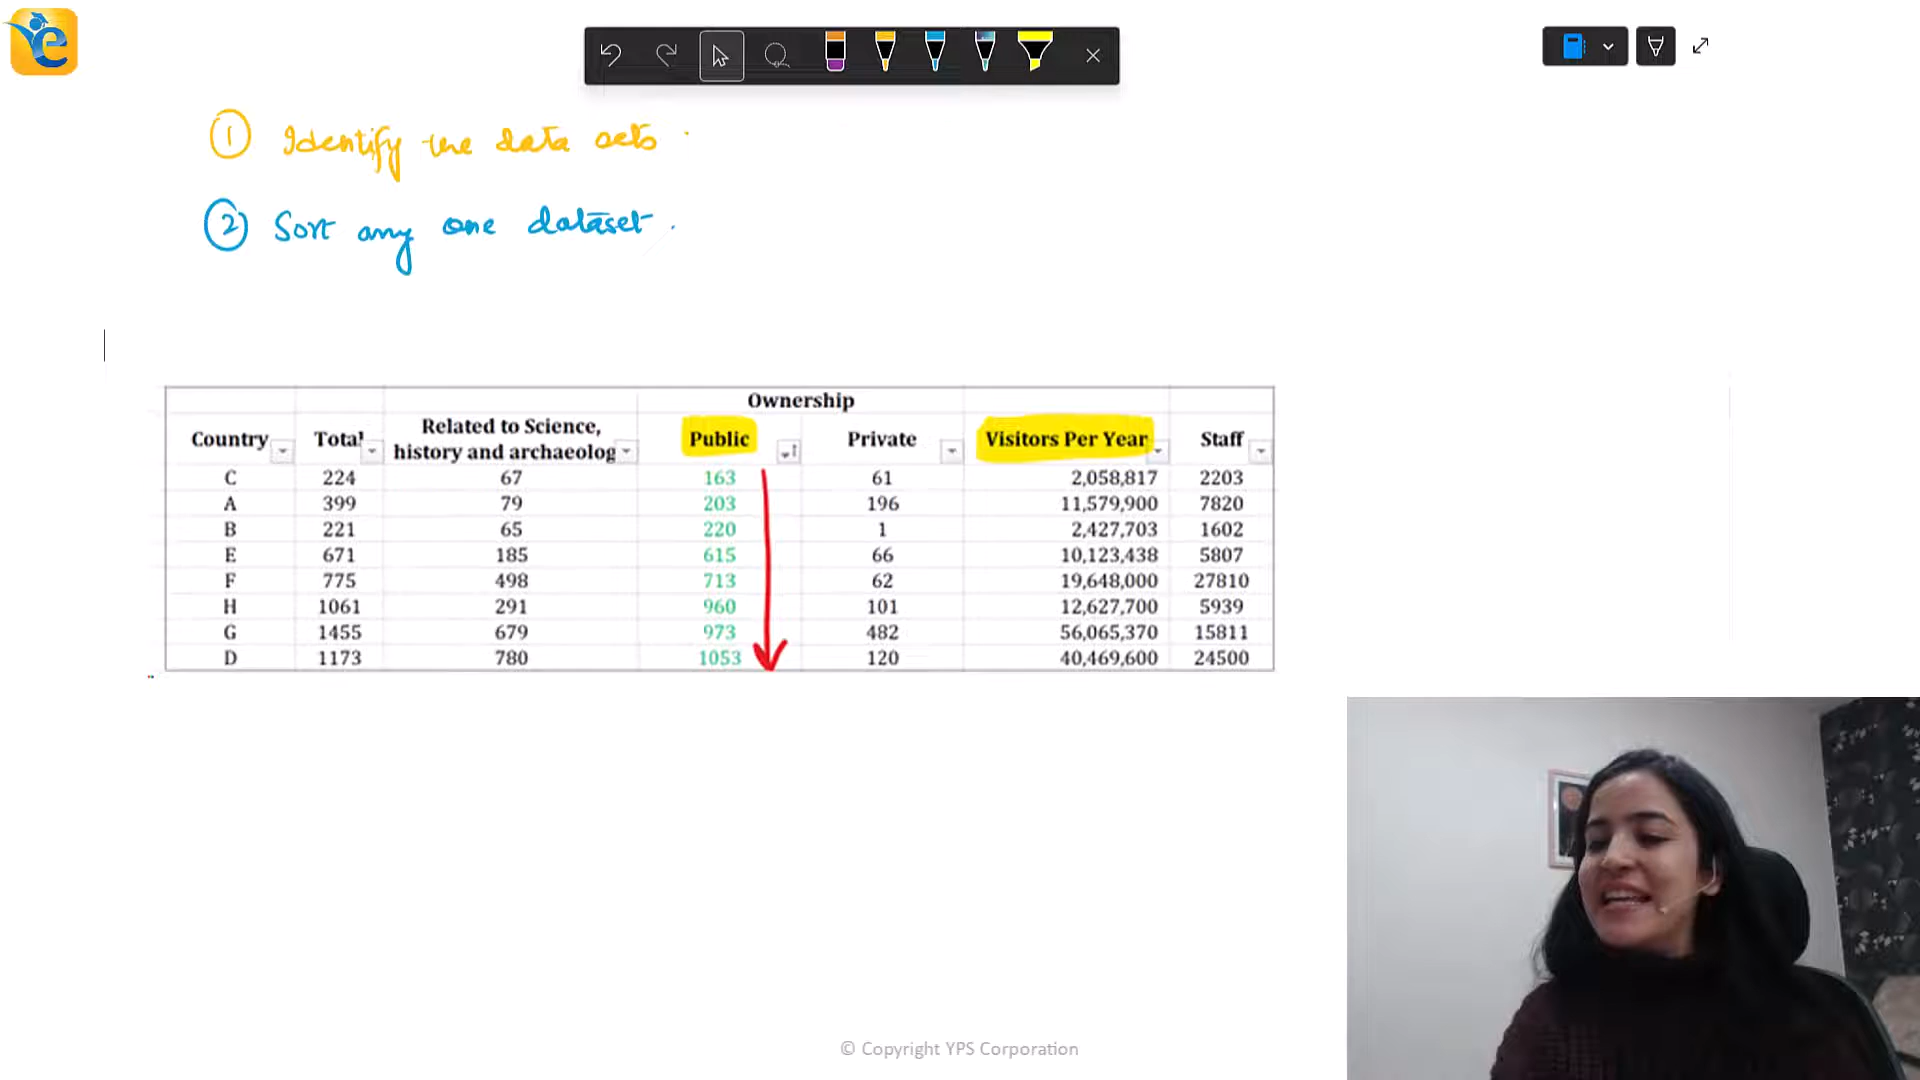 ① Identify the data sets.
② Sort any one dataset.
Ownership
Country Total Related to Science, history and archaeolog Public Private Visitors Per Year Staff
C 224 67 163 61 2,058,817 2203
A 399 79 203 196 11,579,900 7820
B 221 65 220 1 2,427,703 1602
E 671 185 615 66 10,123,438 5807
F 775 498 713 62 19,648,000 27810
H 1061 291 960 101 12,627,700 5939
G 1455 679 973 482 56,065,370 15811
D 1173 780 1053 120 40,469,600 24500
© Copyright YPS Corporation